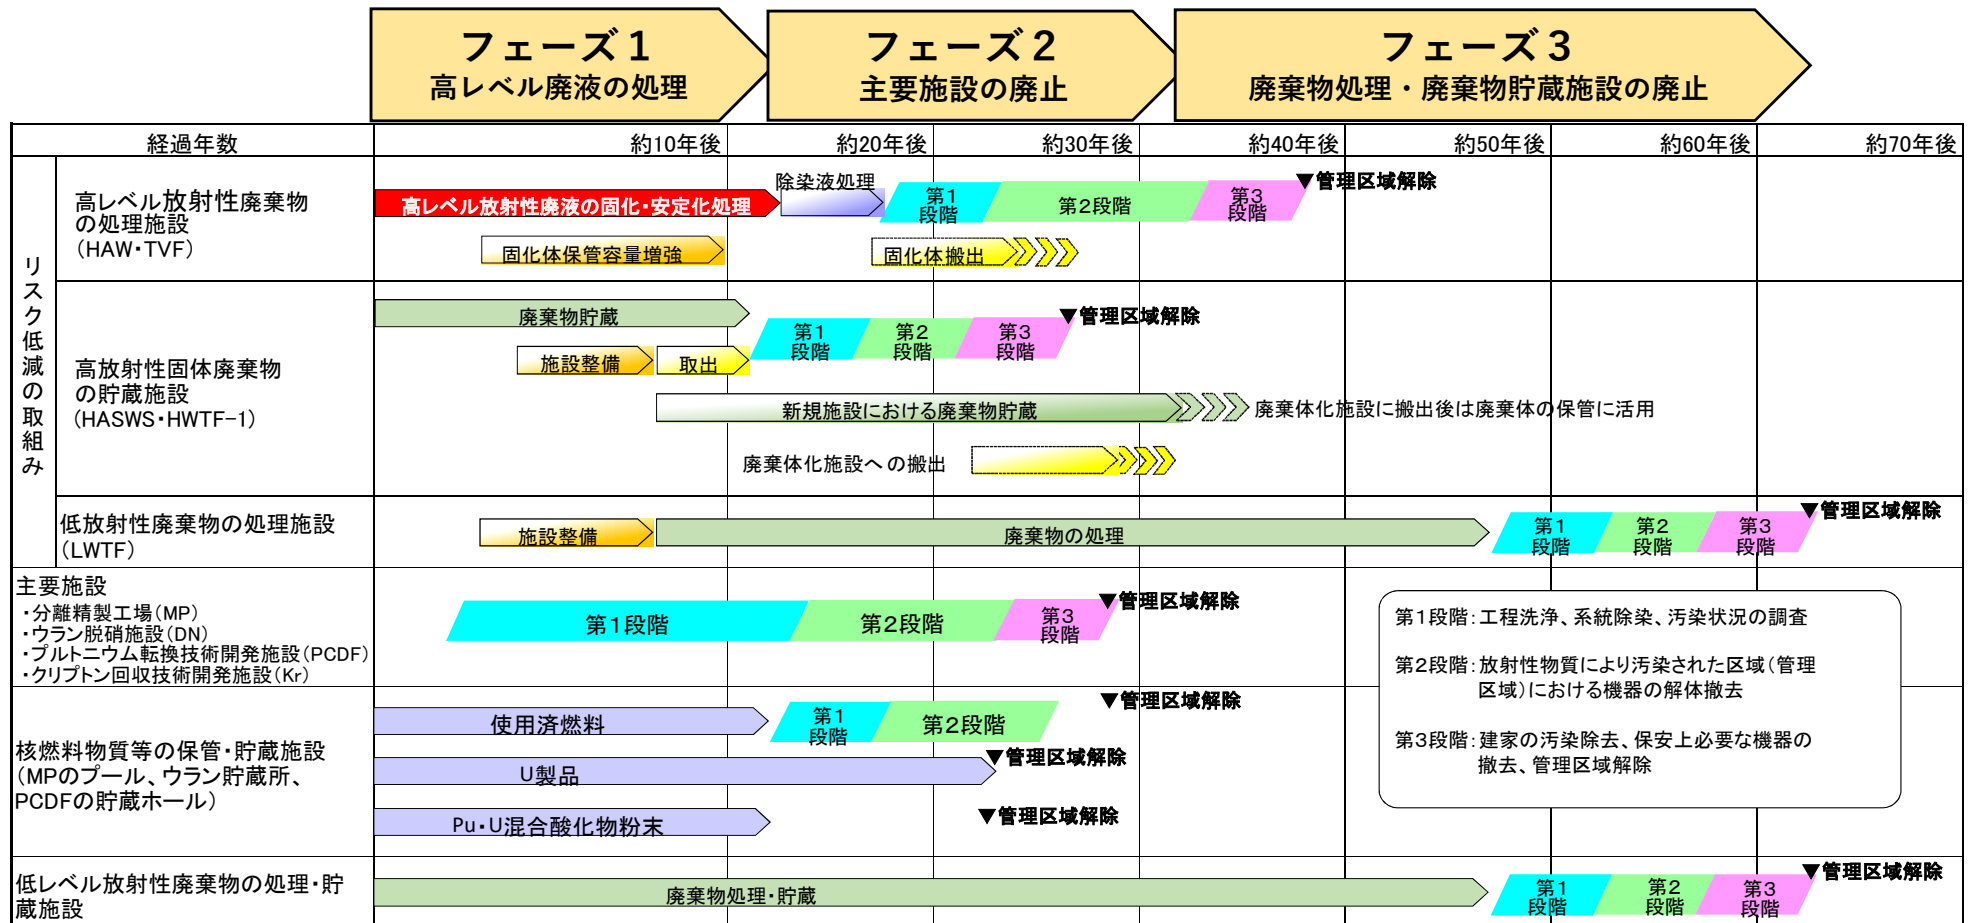 フェーズ１
高レベル廃液の処理
フェーズ２
主要施設の廃止
フェーズ３
廃棄物処理・廃棄物貯蔵施設の廃止
経過年数
約10年後
約20年後
約30年後
約40年後
約50年後
約60年後
約70年後
リスク低減の取組み
高レベル放射性廃棄物
の処理施設
(HAW・TVF)
高レベル放射性廃液の固化・安定化処理
除染液処理
第1
段階
第2段階
第3
段階
▼管理区域解除
固化体保管容量増強
固化体搬出
高放射性固体廃棄物
の貯蔵施設
(HASWS・HWTF-1)
廃棄物貯蔵
第1
段階
第2
段階
第3
段階
▼管理区域解除
施設整備
取出
新規施設における廃棄物貯蔵
廃棄体化施設に搬出後は廃棄体の保管に活用
廃棄体化施設への搬出
低放射性廃棄物の処理施設
(LWTF)
施設整備
廃棄物の処理
第1
段階
第2
段階
第3
段階
▼管理区域解除
主要施設
・分離精製工場(MP)
・ウラン脱硝施設(DN)
・プルトニウム転換技術開発施設(PCDF)
・クリプトン回収技術開発施設(Kr)
第1段階
第2段階
第3
段階
▼管理区域解除
第1段階：工程洗浄、系統除染、汚染状況の調査
第2段階：放射性物質により汚染された区域(管理
区域)における機器の解体撤去
第3段階：建家の汚染除去、保安上必要な機器の
撤去、管理区域解除
核燃料物質等の保管・貯蔵施設
(MPのプール、ウラン貯蔵所、
PCDFの貯蔵ホール)
使用済燃料
第1
段階
第2段階
▼管理区域解除
U製品
▼管理区域解除
Pu・U混合酸化物粉末
▼管理区域解除
低レベル放射性廃棄物の処理・貯
蔵施設
廃棄物処理・貯蔵
第1
段階
第2
段階
第3
段階
▼管理区域解除